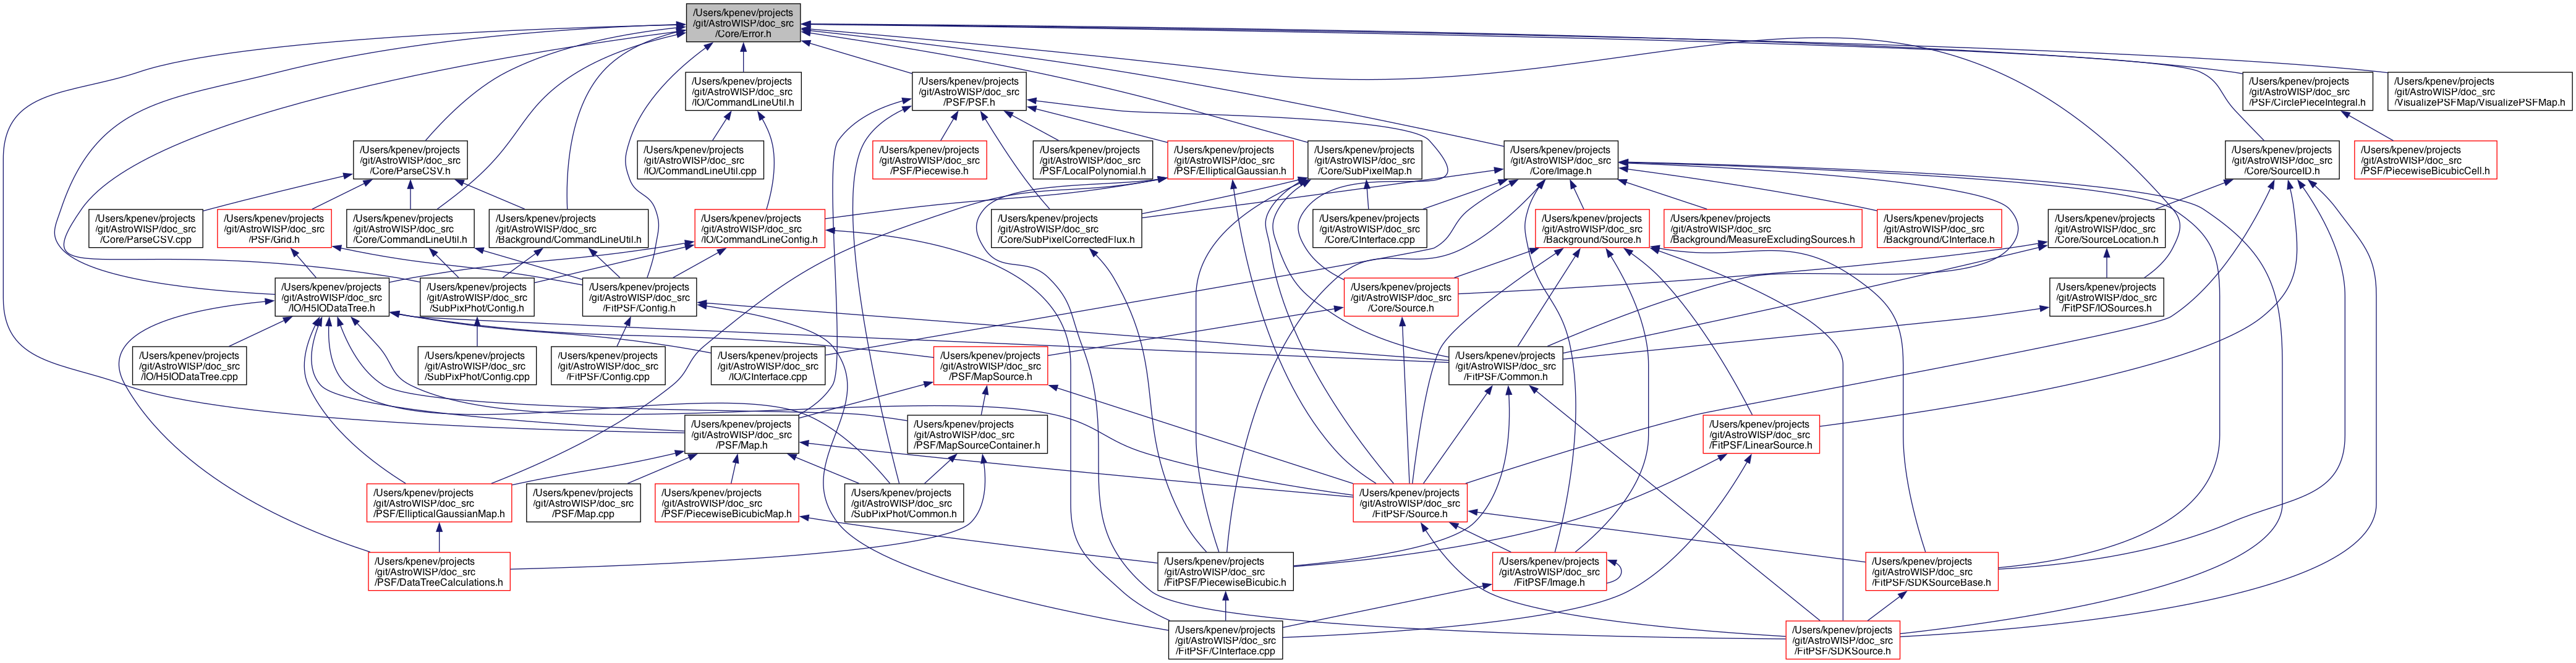 /Users/kpenev/projects
/git/AstroWISP/doc_src
/Core/Error.h
/Users/kpenev/projects
/git/AstroWISP/doc_src
/IO/CommandLineUtil.h
/Users/kpenev/projects
/git/AstroWISP/doc_src
/PSF/PSF.h
/Users/kpenev/projects
/git/AstroWISP/doc_src
/PSF/CirclePieceIntegral.h
/Users/kpenev/projects
/git/AstroWISP/doc_src
/VisualizePSFMap/VisualizePSFMap.h
/Users/kpenev/projects
/git/AstroWISP/doc_src
/Core/ParseCSV.h
/Users/kpenev/projects
/git/AstroWISP/doc_src
/IO/CommandLineUtil.cpp
/Users/kpenev/projects
/git/AstroWISP/doc_src
/PSF/Piecewise.h
/Users/kpenev/projects
/git/AstroWISP/doc_src
/PSF/LocalPolynomial.h
/Users/kpenev/projects
/git/AstroWISP/doc_src
/PSF/EllipticalGaussian.h
/Users/kpenev/projects
/git/AstroWISP/doc_src
/Core/SubPixelMap.h
/Users/kpenev/projects
/git/AstroWISP/doc_src
/Core/Image.h
/Users/kpenev/projects
/git/AstroWISP/doc_src
/Core/SourceID.h
/Users/kpenev/projects
/git/AstroWISP/doc_src
/PSF/PiecewiseBicubicCell.h
/Users/kpenev/projects
/git/AstroWISP/doc_src
/Core/ParseCSV.cpp
/Users/kpenev/projects
/git/AstroWISP/doc_src
/PSF/Grid.h
/Users/kpenev/projects
/git/AstroWISP/doc_src
/Core/CommandLineUtil.h
/Users/kpenev/projects
/git/AstroWISP/doc_src
/Background/CommandLineUtil.h
/Users/kpenev/projects
/git/AstroWISP/doc_src
/IO/CommandLineConfig.h
/Users/kpenev/projects
/git/AstroWISP/doc_src
/Core/SubPixelCorrectedFlux.h
/Users/kpenev/projects
/git/AstroWISP/doc_src
/Core/CInterface.cpp
/Users/kpenev/projects
/git/AstroWISP/doc_src
/Background/Source.h
/Users/kpenev/projects
/git/AstroWISP/doc_src
/Background/MeasureExcludingSources.h
/Users/kpenev/projects
/git/AstroWISP/doc_src
/Background/CInterface.h
/Users/kpenev/projects
/git/AstroWISP/doc_src
/Core/SourceLocation.h
/Users/kpenev/projects
/git/AstroWISP/doc_src
/IO/H5IODataTree.h
/Users/kpenev/projects
/git/AstroWISP/doc_src
/SubPixPhot/Config.h
/Users/kpenev/projects
/git/AstroWISP/doc_src
/FitPSF/Config.h
/Users/kpenev/projects
/git/AstroWISP/doc_src
/Core/Source.h
/Users/kpenev/projects
/git/AstroWISP/doc_src
/FitPSF/IOSources.h
/Users/kpenev/projects
/git/AstroWISP/doc_src
/IO/H5IODataTree.cpp
/Users/kpenev/projects
/git/AstroWISP/doc_src
/SubPixPhot/Config.cpp
/Users/kpenev/projects
/git/AstroWISP/doc_src
/FitPSF/Config.cpp
/Users/kpenev/projects
/git/AstroWISP/doc_src
/IO/CInterface.cpp
/Users/kpenev/projects
/git/AstroWISP/doc_src
/PSF/MapSource.h
/Users/kpenev/projects
/git/AstroWISP/doc_src
/FitPSF/Common.h
/Users/kpenev/projects
/git/AstroWISP/doc_src
/PSF/Map.h
/Users/kpenev/projects
/git/AstroWISP/doc_src
/PSF/MapSourceContainer.h
/Users/kpenev/projects
/git/AstroWISP/doc_src
/FitPSF/LinearSource.h
/Users/kpenev/projects
/git/AstroWISP/doc_src
/PSF/EllipticalGaussianMap.h
/Users/kpenev/projects
/git/AstroWISP/doc_src
/PSF/Map.cpp
/Users/kpenev/projects
/git/AstroWISP/doc_src
/PSF/PiecewiseBicubicMap.h
/Users/kpenev/projects
/git/AstroWISP/doc_src
/SubPixPhot/Common.h
/Users/kpenev/projects
/git/AstroWISP/doc_src
/FitPSF/Source.h
/Users/kpenev/projects
/git/AstroWISP/doc_src
/PSF/DataTreeCalculations.h
/Users/kpenev/projects
/git/AstroWISP/doc_src
/FitPSF/PiecewiseBicubic.h
/Users/kpenev/projects
/git/AstroWISP/doc_src
/FitPSF/Image.h
/Users/kpenev/projects
/git/AstroWISP/doc_src
/FitPSF/SDKSourceBase.h
/Users/kpenev/projects
/git/AstroWISP/doc_src
/FitPSF/CInterface.cpp
/Users/kpenev/projects
/git/AstroWISP/doc_src
/FitPSF/SDKSource.h